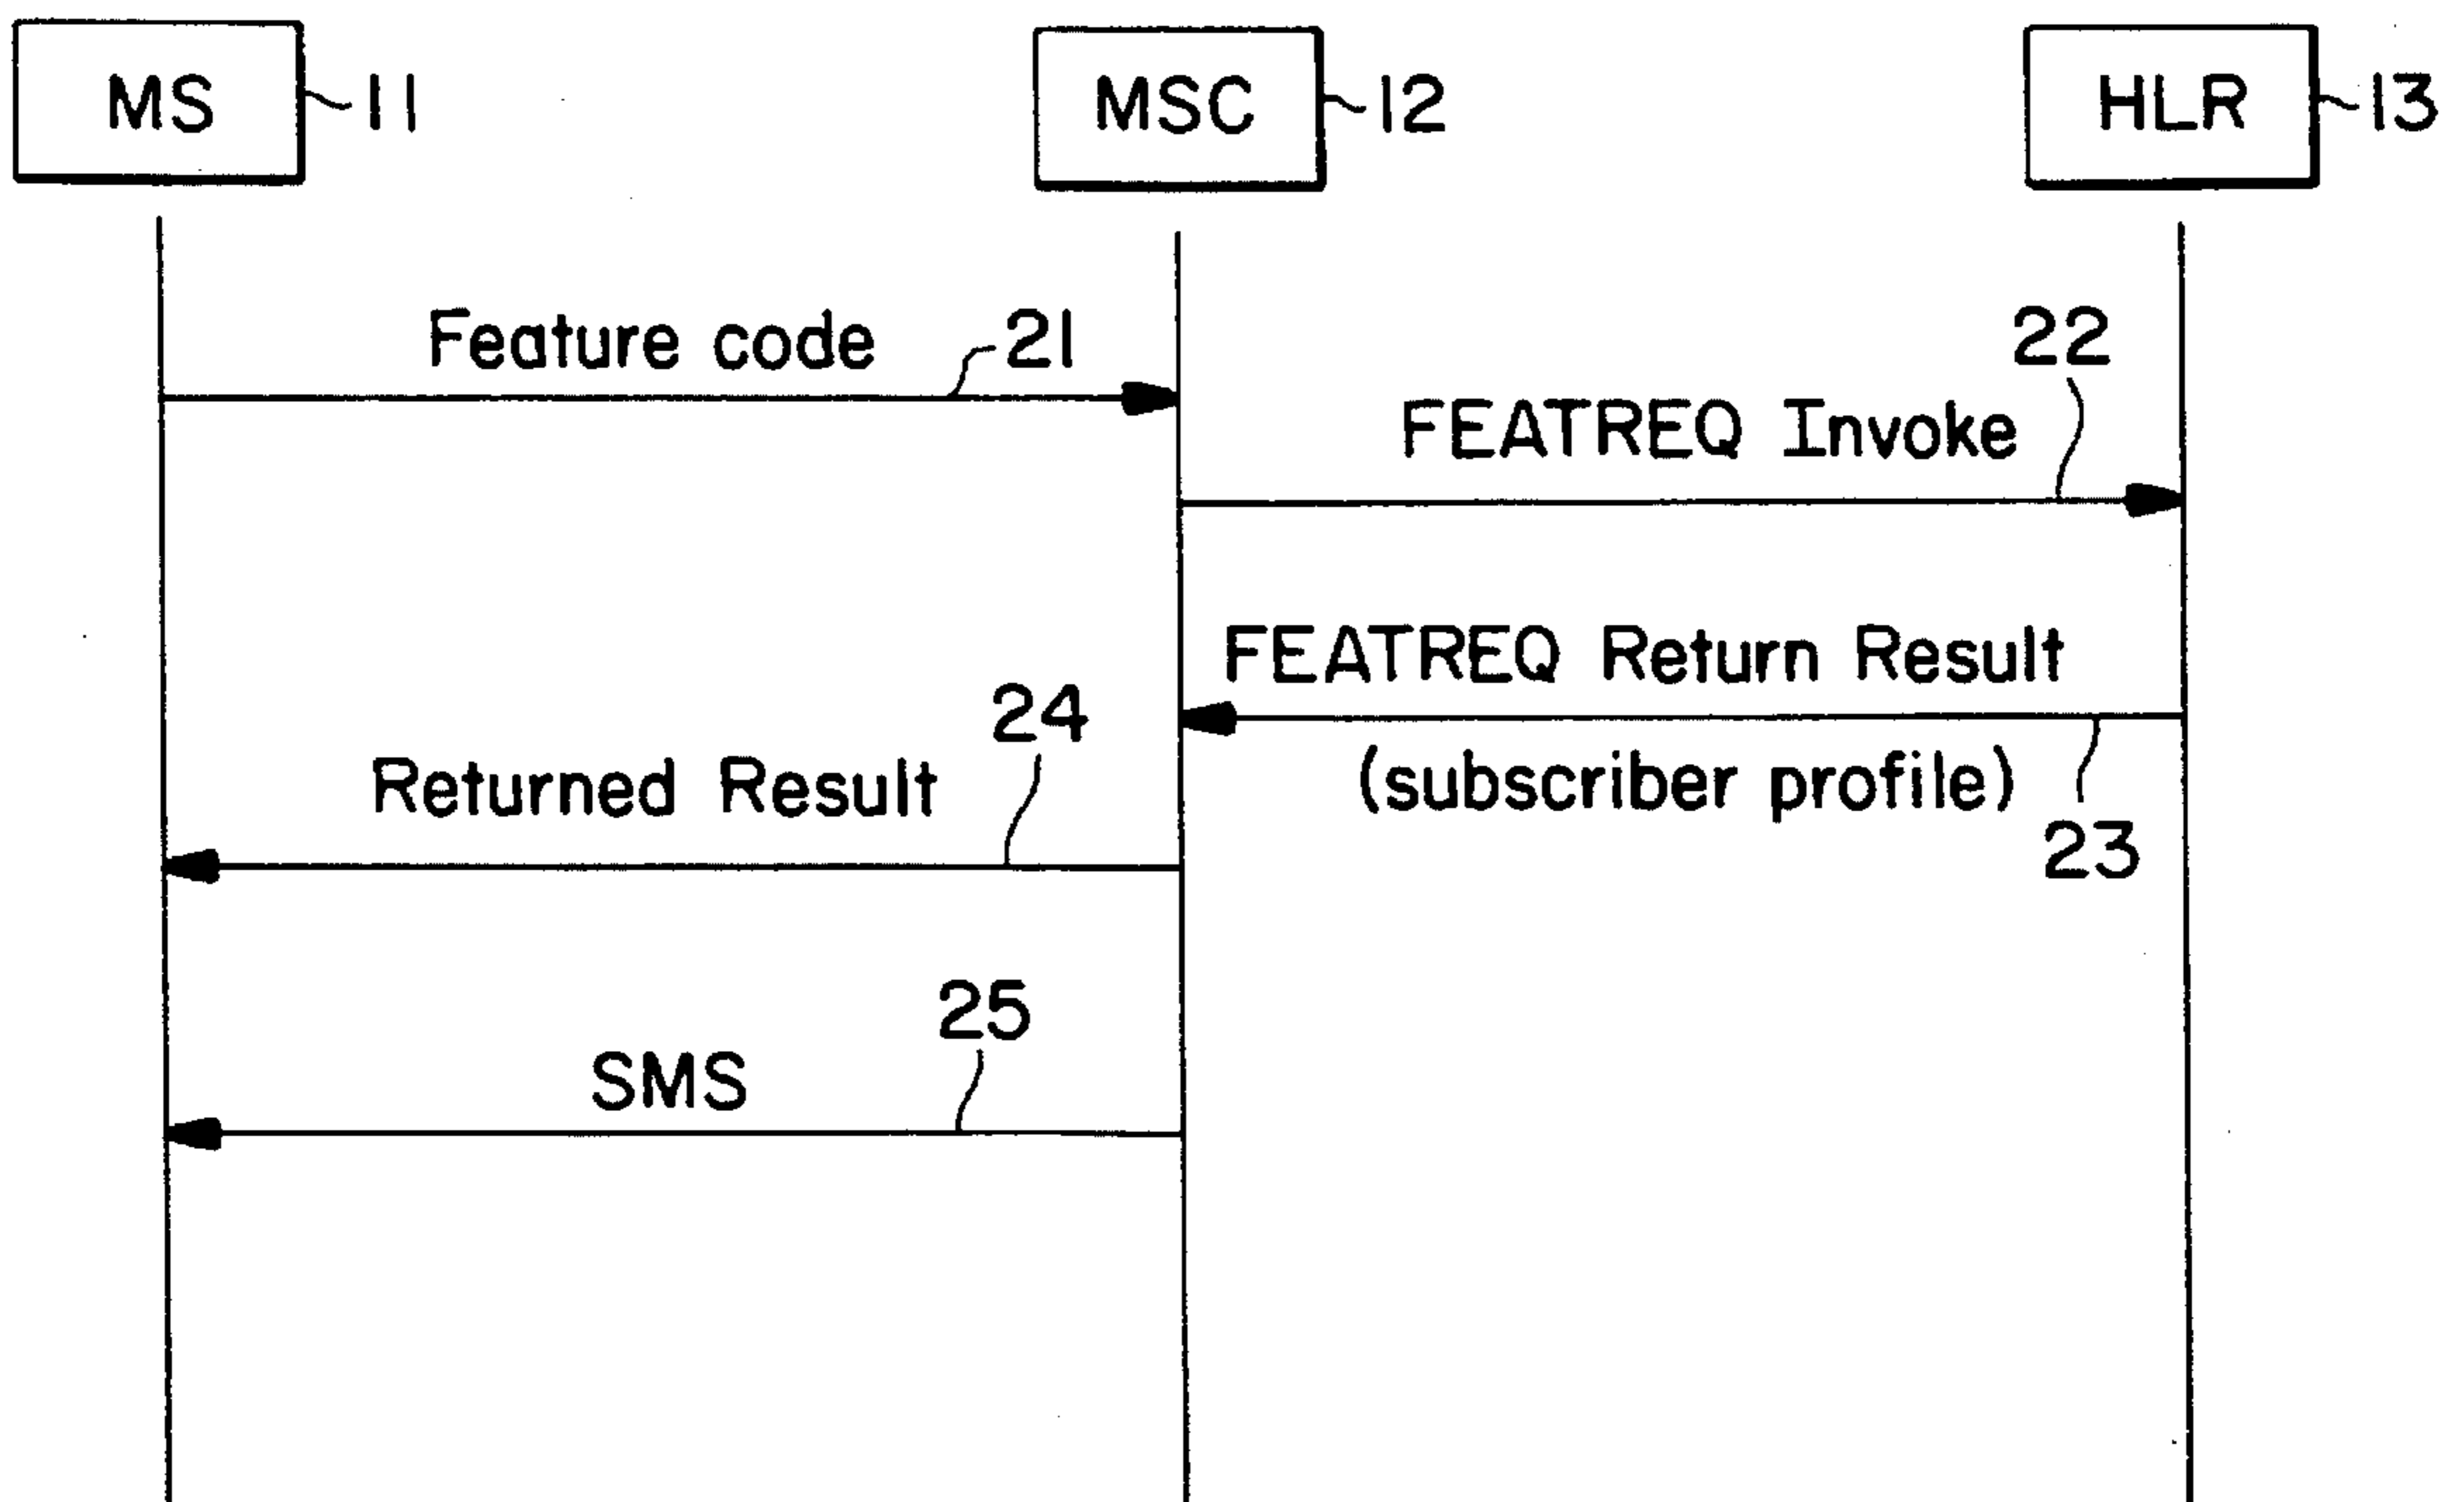 MS 11
MSC 12
HLR 13
Feature code 21
22
FEATREQ Invoke
FEATREQ Return Result
24
(subscriber profile)
Returned Result
23
25
SMS